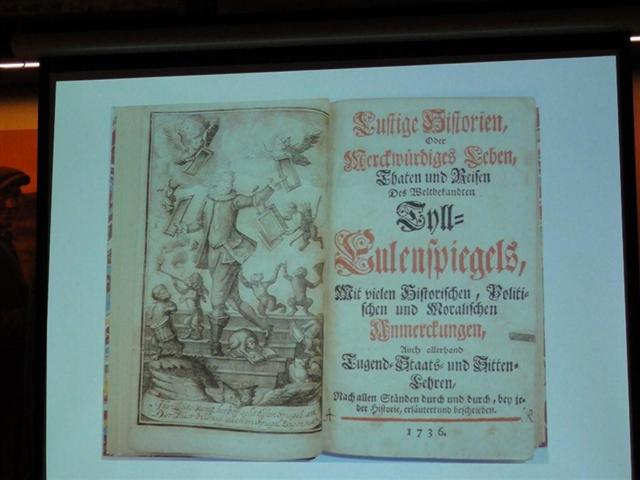 Lustige Historien,
Oder
Merckwürdiges Leben,
Thaten und Reisen
Des Weltbekandten
Tyll-
Eulenspiegels,
Mit vielen Historischen, Politi-
schen und Moralischen
Anmerckungen,
Auch allerhand
Tugend-Staats- und Sitten-
Lehren,
Nach allen Ständen durch und durch, bey je-
der Historie, erläutert und beschrieben.
1736.